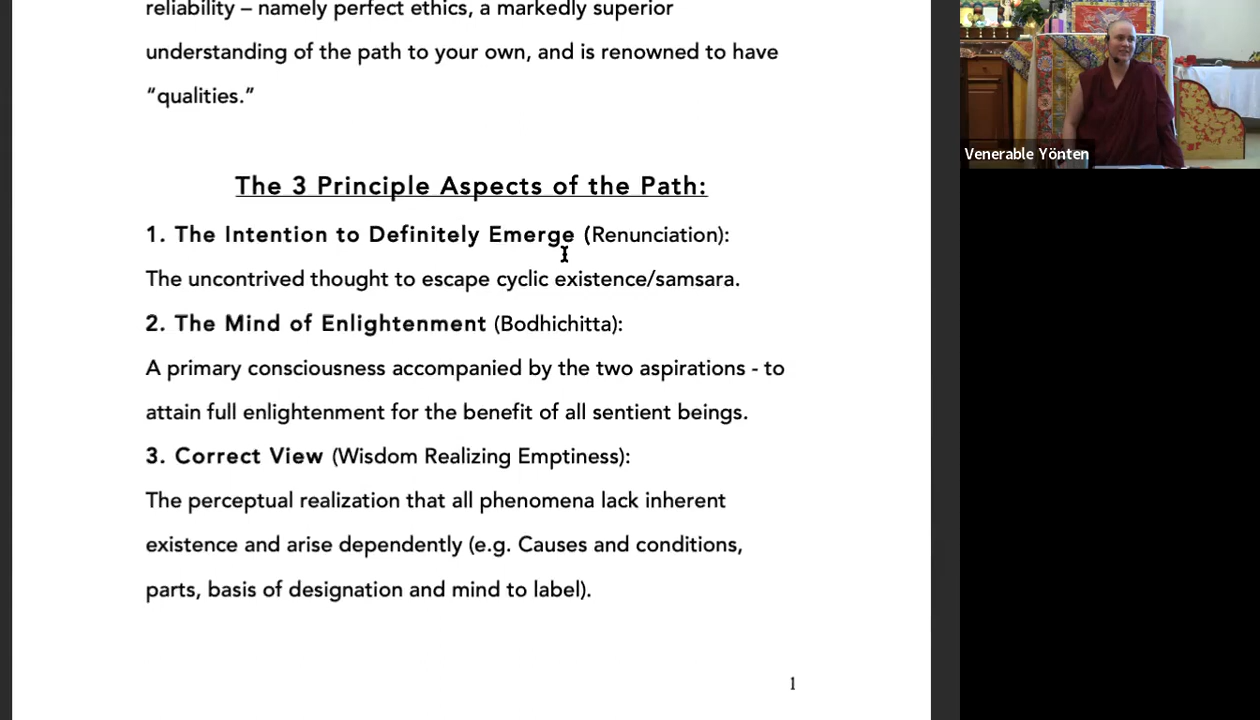 reliability – namely perfect ethics, a markedly superior
understanding of the path to your own, and is renowned to have
“qualities.”
The 3 Principle Aspects of the Path:
1. The Intention to Definitely Emerge (Renunciation):
The uncontrived thought to escape cyclic existence/samsara.
2. The Mind of Enlightenment (Bodhichitta):
A primary consciousness accompanied by the two aspirations - to
attain full enlightenment for the benefit of all sentient beings.
3. Correct View (Wisdom Realizing Emptiness):
The perceptual realization that all phenomena lack inherent
existence and arise dependently (e.g. Causes and conditions,
parts, basis of designation and mind to label).
1
Venerable Yönten